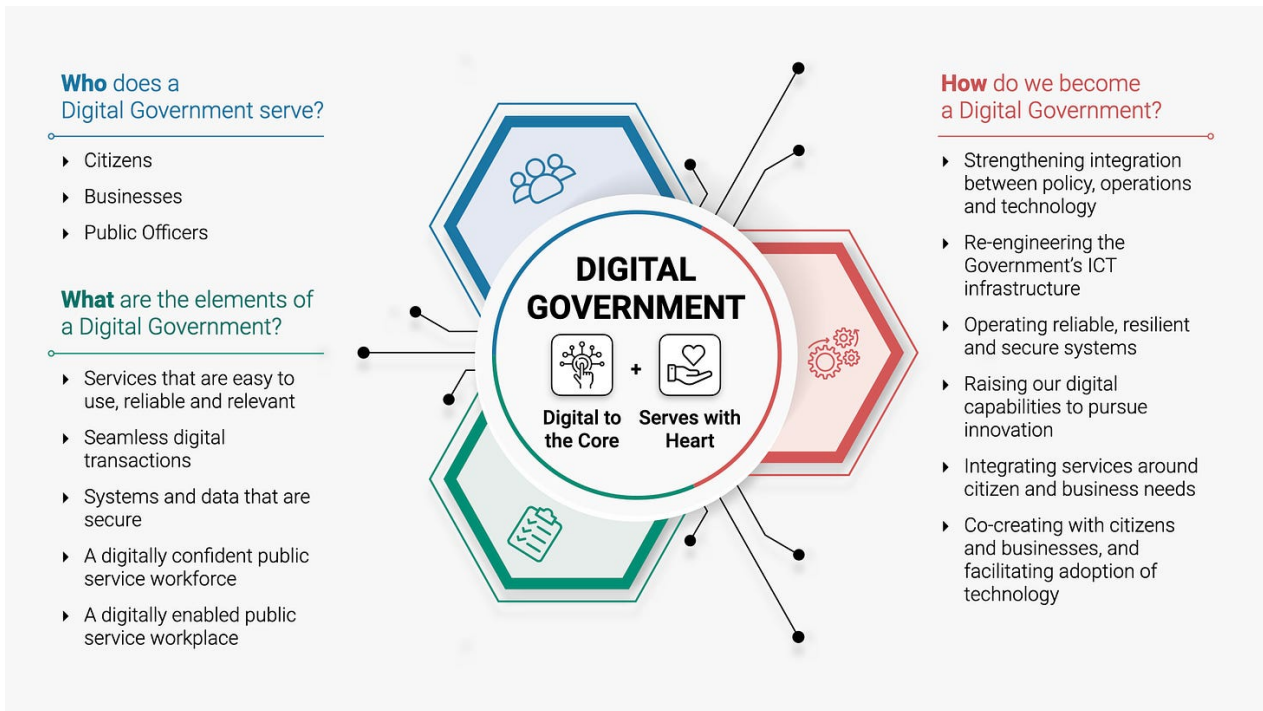 Who does a
Digital Government serve?
Citizens
Businesses
Public Officers
What are the elements of
a Digital Government?
Services that are easy to
use, reliable and relevant
Seamless digital
transactions
Systems and data that are
secure
A digitally confident public
service workforce
A digitally enabled public
service workplace
DIGITAL
GOVERNMENT
+
Digital to
the Core
Serves with
Heart
How do we become
a Digital Government?
Strengthening integration
between policy, operations
and technology
Re-engineering the
Government's ICT
infrastructure
Operating reliable, resilient
and secure systems
Raising our digital
capabilities to pursue
innovation
Integrating services around
citizen and business needs
Co-creating with citizens
and businesses, and
facilitating adoption of
technology